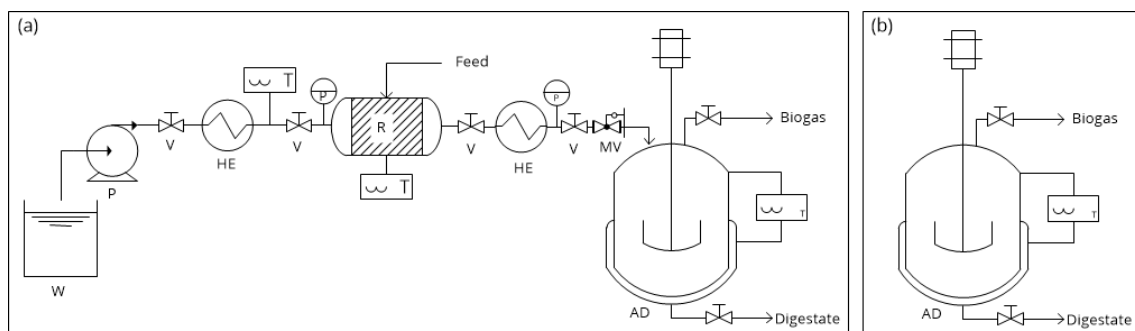 (a)
Feed
T
P
P
R
V
HE
V
V
HE
V
MV
P
T
W
Biogas
T
AD
Digestate
(b)
Biogas
T
AD
Digestate